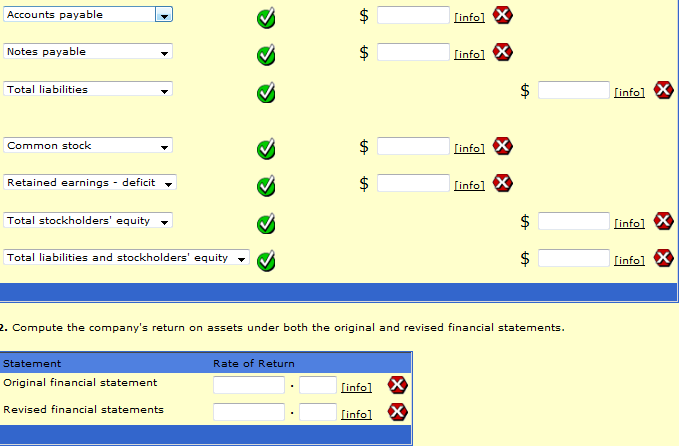 Accounts payable $ [info]
Notes payable $ [info]
Total liabilities $ [info]
Common stock $ [info]
Retained earnings - deficit $ [info]
Total stockholders' equity $ [info]
Total liabilities and stockholders' equity $ [info]
2. Compute the company's return on assets under both the original and revised financial statements.
Statement Rate of Return
Original financial statement . [info]
Revised financial statements . [info]